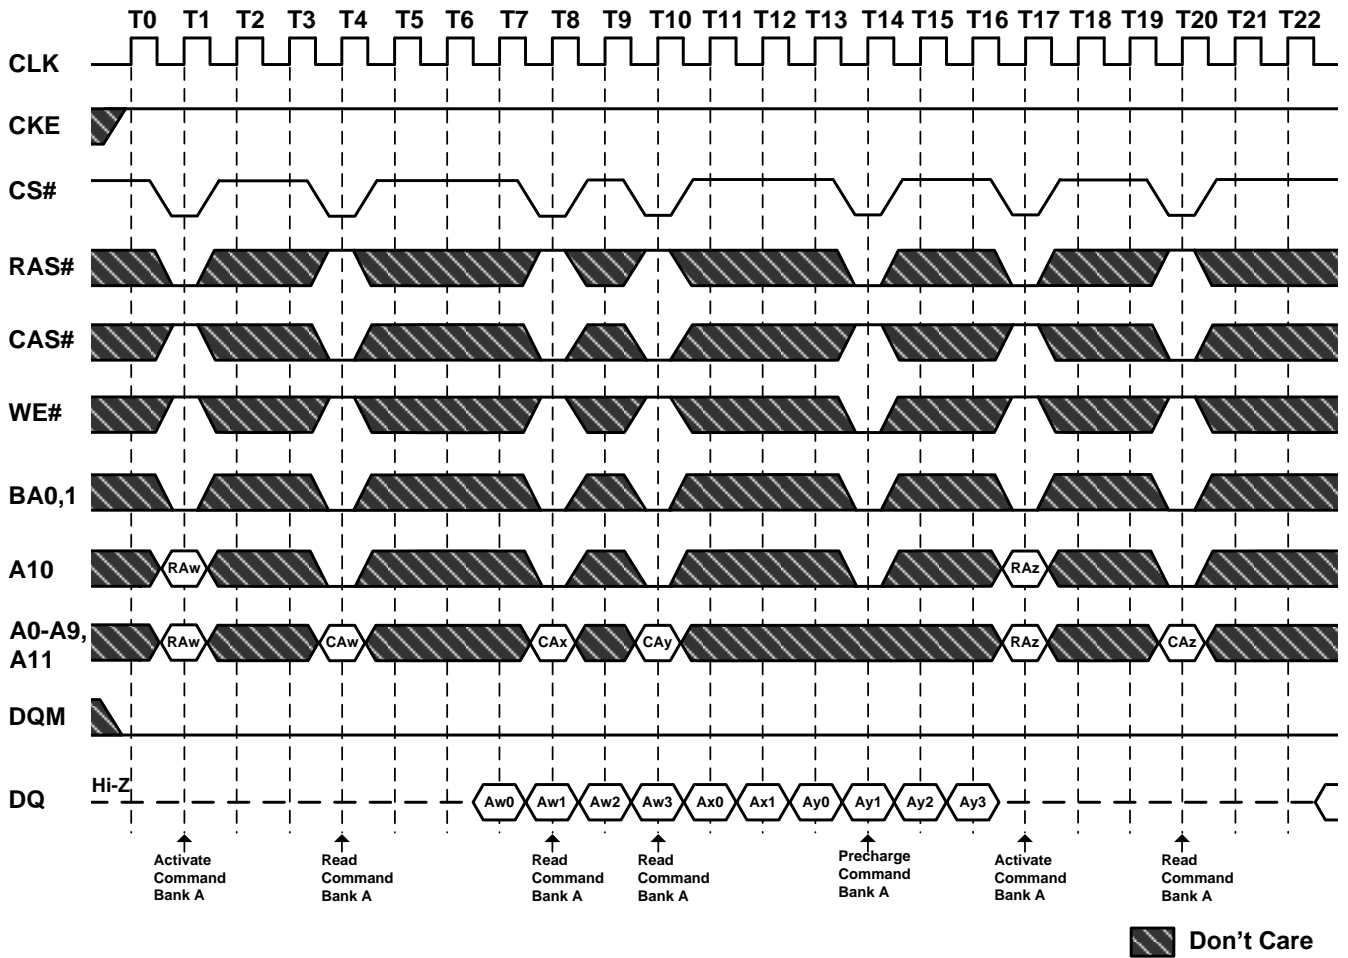 T0 T1 T2 T3 T4 T5 T6 T7 T8 T9 T10 T11 T12 T13 T14 T15 T16 T17 T18 T19 T20 T21 T22
CLK
CKE
CS#
RAS#
CAS#
WE#
BA0,1
A10 RAw RAz
A0-A9,
A11 RAw CAw CAx CAy RAz CAz
DQM
Hi-Z
DQ Aw0 Aw1 Aw2 Aw3 Ax0 Ax1 Ay0 Ay1 Ay2 Ay3
Activate
Command
Bank A
Read
Command
Bank A
Read
Command
Bank A
Read
Command
Bank A
Precharge
Command
Bank A
Activate
Command
Bank A
Read
Command
Bank A
Don't Care